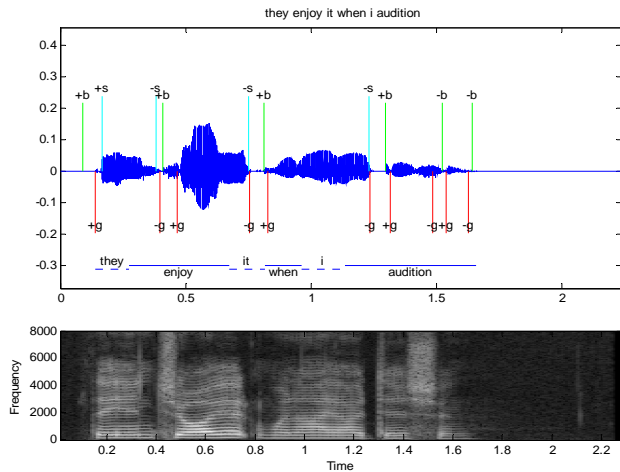 they enjoy it when i audition
0.4
0.3
0.2
0.1
0
-0.1
-0.2
-0.3
+b +s -s +b -s +b -s +b -b -b
+g -g +g -g +g -g +g -g +g -g
they it i
enjoy when audition
0 0.5 1 1.5 2
8000
6000
4000
2000
0
Frequency
0.2 0.4 0.6 0.8 1 1.2 1.4 1.6 1.8 2 2.2
Time